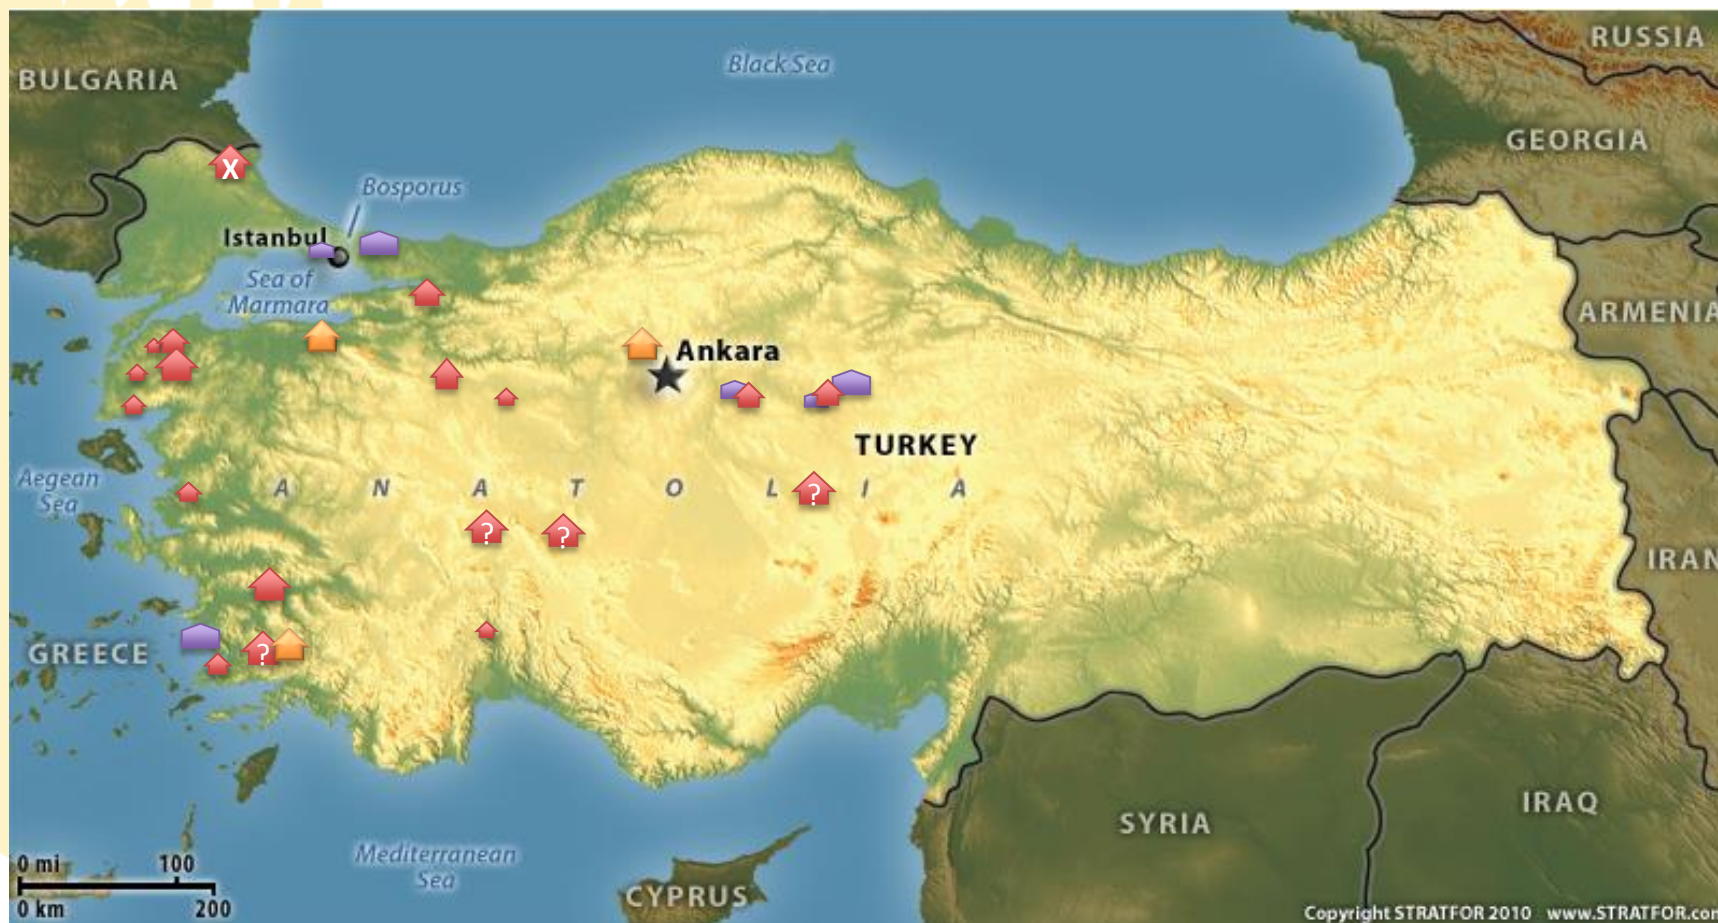 RUSSIA
Black Sea
BULGARIA
GEORGIA
X
Bosporus
Istanbul
Sea of
Marmara
ARMENIA
Ankara
TURKEY
Aegean
Sea
A N A T O L I A
?
?
?
IRAN
?
GREECE
SYRIA
IRAQ
Mediterranean
Sea
CYPRUS
0 mi 100
0 km 200
Copyright STRATFOR 2010 www.STRATFOR.com